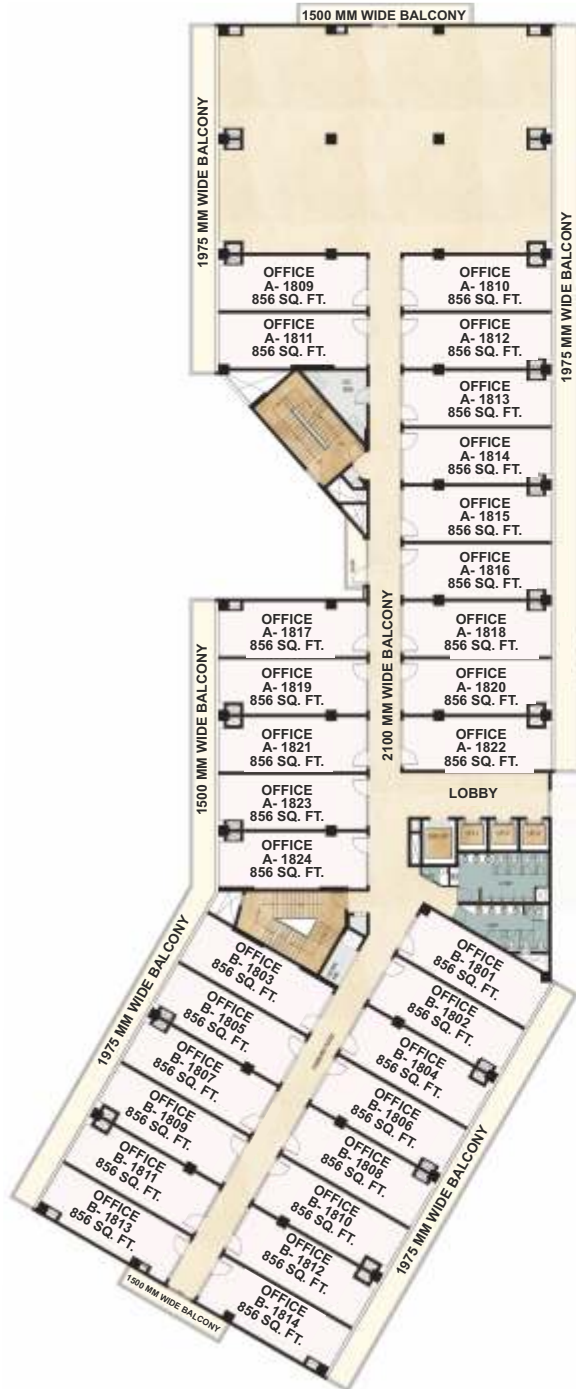 1500 MM WIDE BALCONY
1975 MM WIDE BALCONY
1975 MM WIDE BALCONY
OFFICE
A- 1809
856 SQ. FT.
OFFICE
A- 1810
856 SQ. FT.
OFFICE
A- 1811
856 SQ. FT.
OFFICE
A- 1812
856 SQ. FT.
OFFICE
A- 1813
856 SQ. FT.
OFFICE
A- 1814
856 SQ. FT.
OFFICE
A- 1815
856 SQ. FT.
OFFICE
A- 1816
856 SQ. FT.
OFFICE
A- 1817
856 SQ. FT.
OFFICE
A- 1818
856 SQ. FT.
1500 MM WIDE BALCONY
2100 MM WIDE BALCONY
OFFICE
A- 1819
856 SQ. FT.
OFFICE
A- 1820
856 SQ. FT.
OFFICE
A- 1821
856 SQ. FT.
OFFICE
A- 1822
856 SQ. FT.
OFFICE
A- 1823
856 SQ. FT.
LOBBY
OFFICE
A- 1824
856 SQ. FT.
OFFICE
B- 1803
856 SQ. FT.
OFFICE
B- 1801
856 SQ. FT.
1975 MM WIDE BALCONY
OFFICE
B- 1805
856 SQ. FT.
OFFICE
B- 1802
856 SQ. FT.
OFFICE
B- 1807
856 SQ. FT.
OFFICE
B- 1804
856 SQ. FT.
OFFICE
B- 1809
856 SQ. FT.
OFFICE
B- 1806
856 SQ. FT.
OFFICE
B- 1811
856 SQ. FT.
OFFICE
B- 1808
856 SQ. FT.
OFFICE
B- 1813
856 SQ. FT.
OFFICE
B- 1810
856 SQ. FT.
1975 MM WIDE BALCONY
OFFICE
B- 1812
856 SQ. FT.
OFFICE
B- 1814
856 SQ. FT.
1500 MM WIDE BALCONY